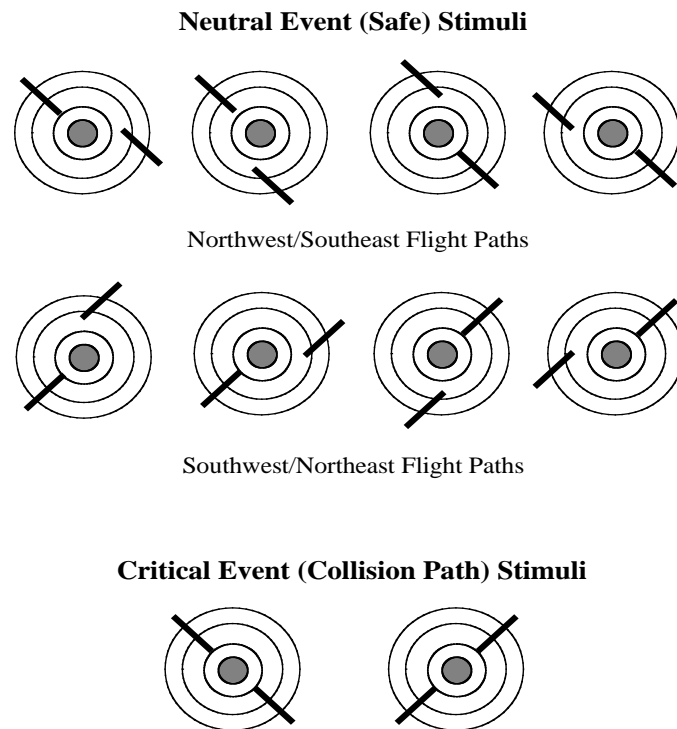 Neutral Event (Safe) Stimuli
Northwest/Southeast Flight Paths
Southwest/Northeast Flight Paths
Critical Event (Collision Path) Stimuli